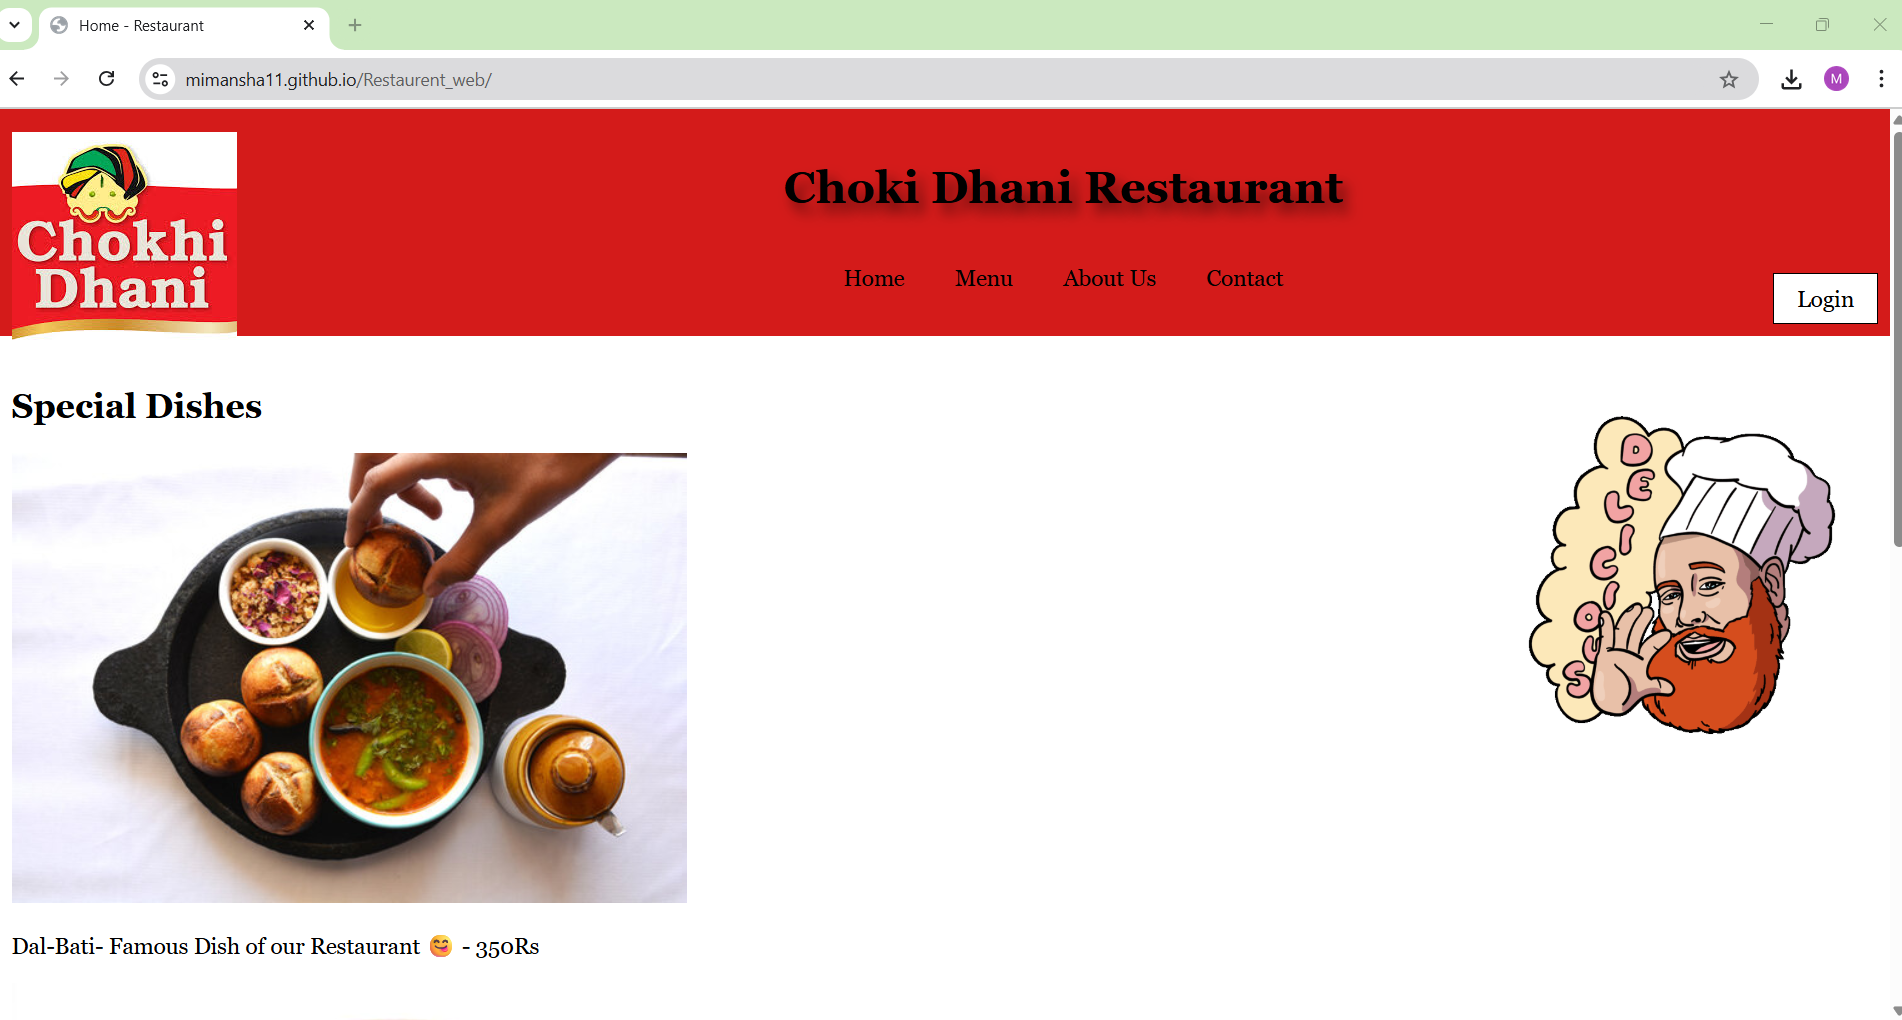 Home - Restaurant
mimansha11.github.io/Restaurent_web/
M
Chokhi
Dhani
Choki Dhani Restaurant
Home Menu About Us Contact
Login
Special Dishes
DELICIOUS
Dal-Bati- Famous Dish of our Restaurant 😋 - 350Rs